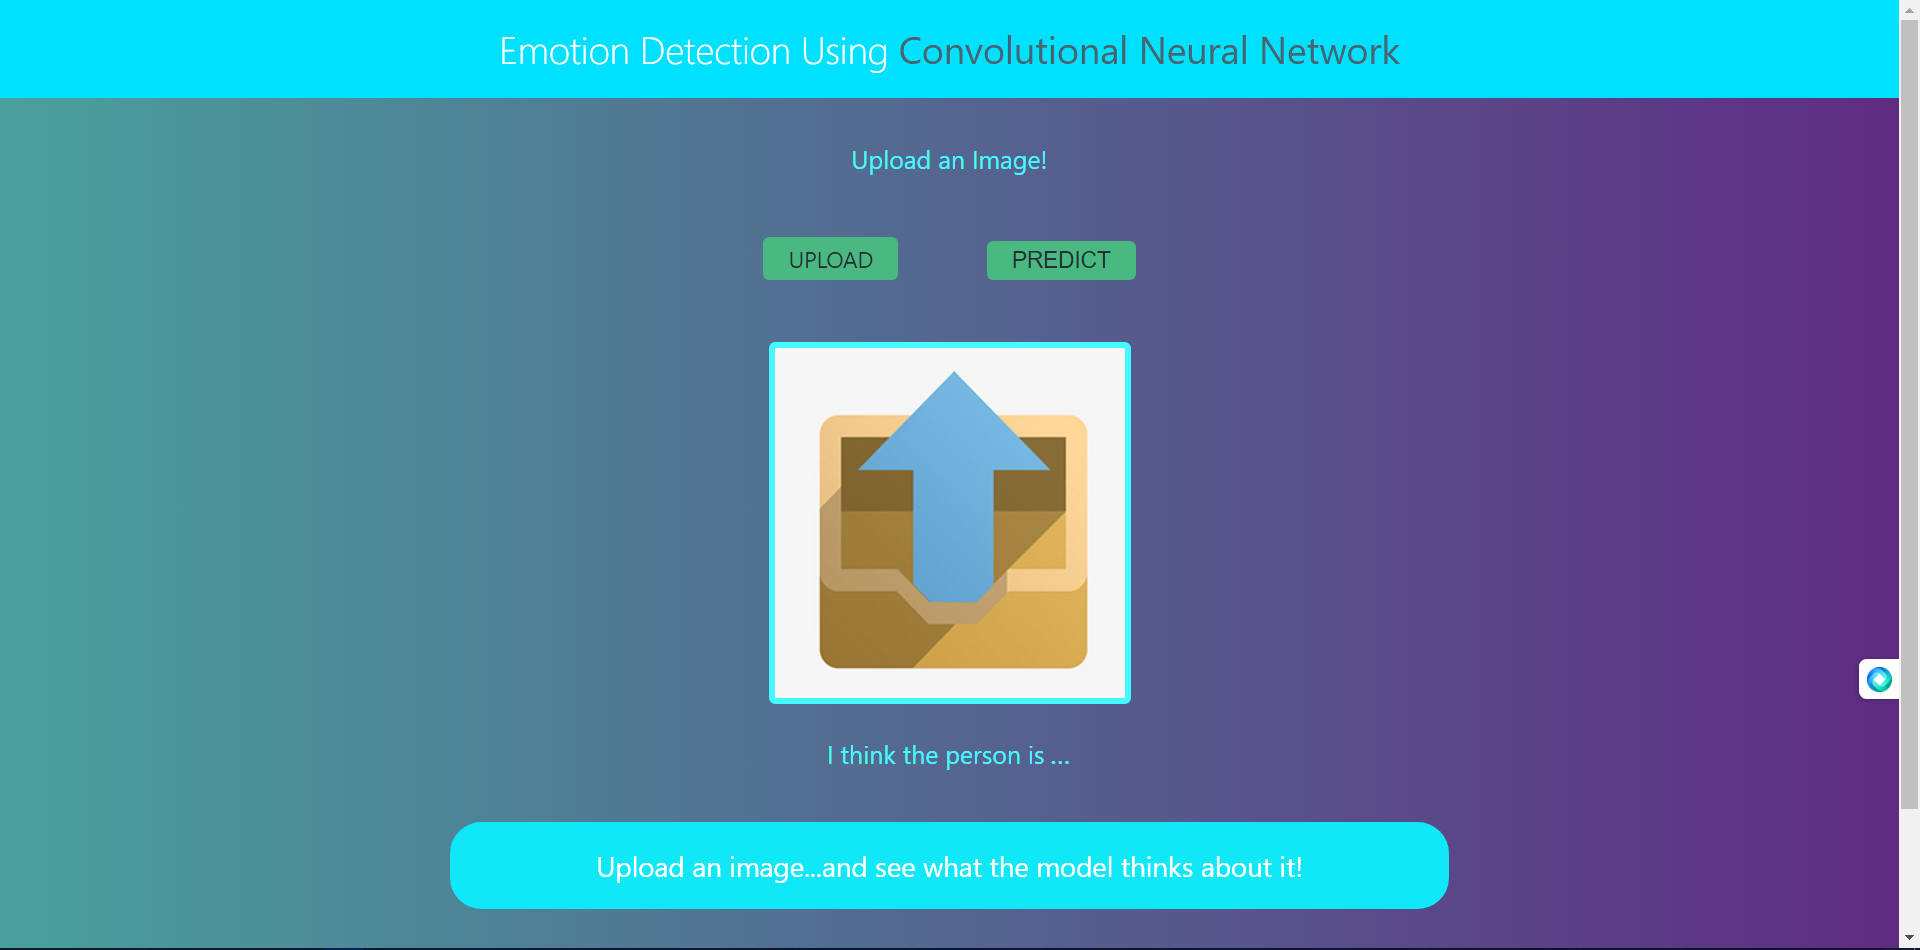 Emotion Detection Using Convolutional Neural Network
Upload an Image!
UPLOAD PREDICT
I think the person is ...
Upload an image...and see what the model thinks about it!